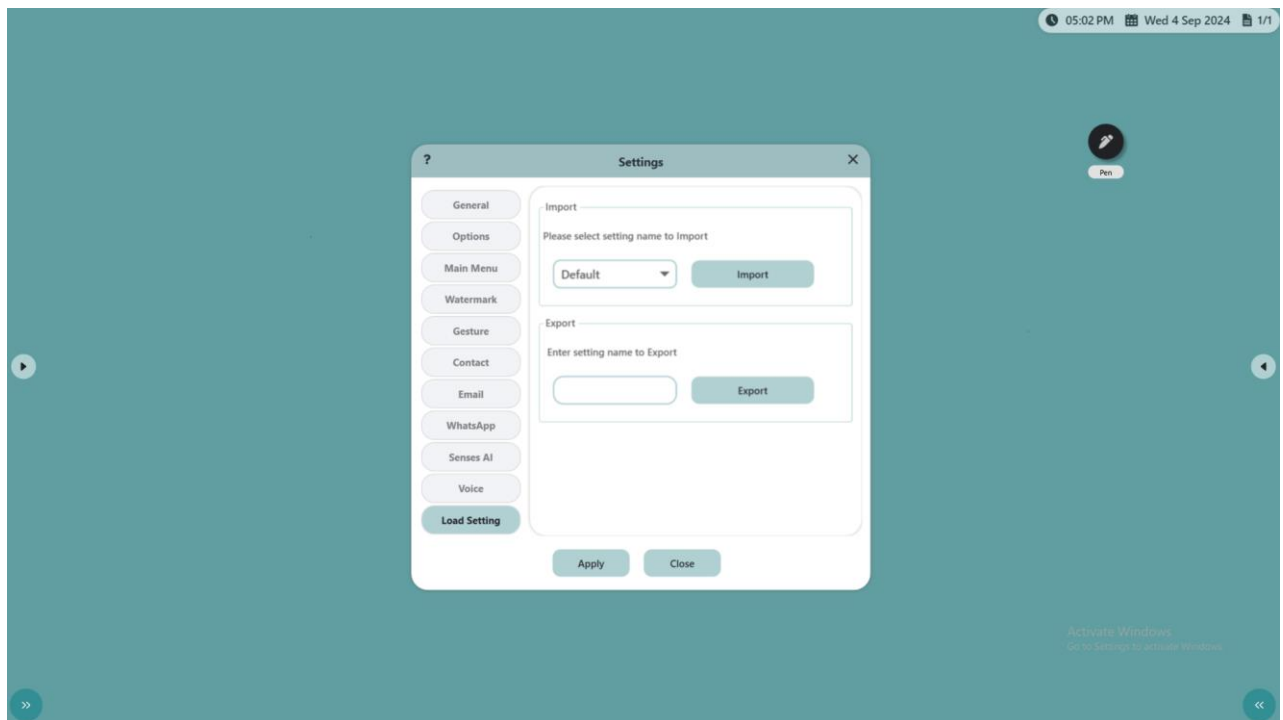 05:02 PM Wed 4 Sep 2024 1/1
Pen
? Settings
General
Options
Main Menu
Watermark
Gesture
Contact
Email
WhatsApp
Senses AI
Voice
Load Setting
Import
Please select setting name to Import
Default Import
Export
Enter setting name to Export
Export
Apply Close
Activate Windows
Go to Settings to activate Windows.